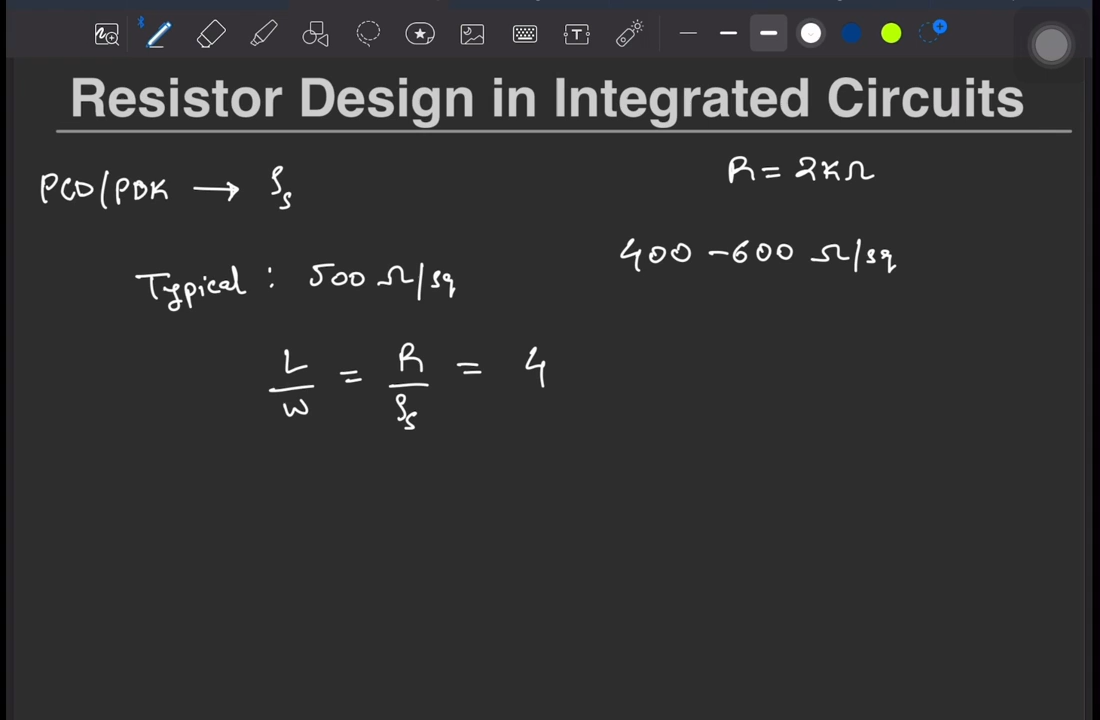 Resistor Design in Integrated Circuits
PCD/PDK → ρs
R = 2KΩ
400 - 600 Ω/sq
Typical : 500 Ω/sq
L/W = R/ρs = 4